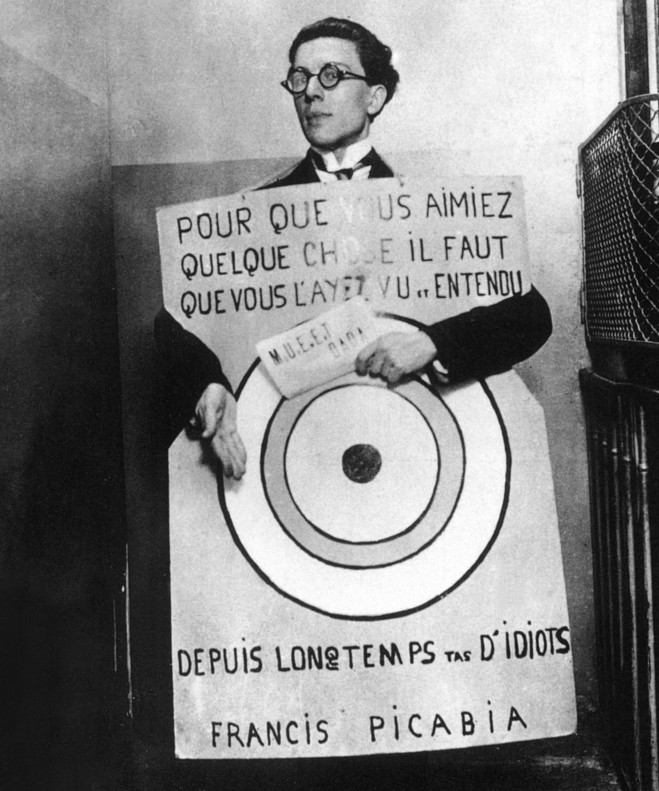 POUR QUE VOUS AIMIEZ
QUELQUE CHOSE IL FAUT
QUE VOUS L'AYEZ VU ET ENTENDU
M.U.E.E.T
DADA
DEPUIS LONGTEMPS TAS D'IDIOTS
FRANCIS PICABIA